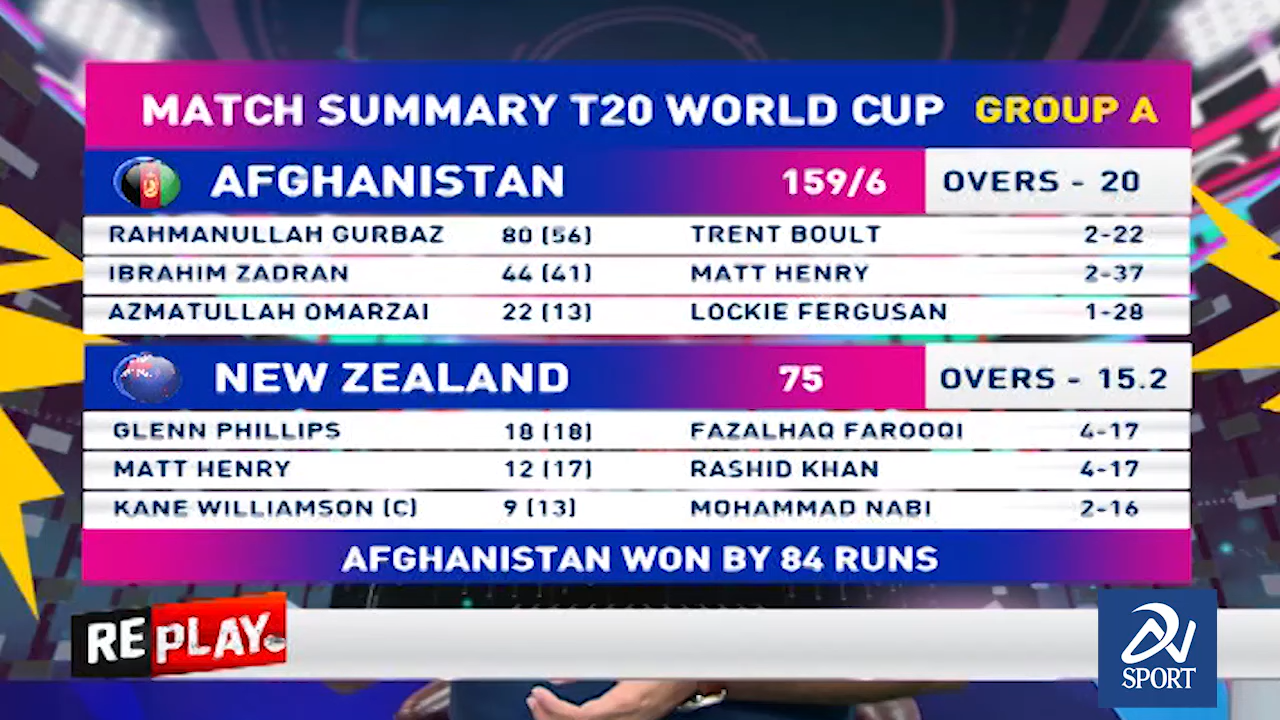 MATCH SUMMARY T20 WORLD CUP GROUP A
AFGHANISTAN 159/6 OVERS - 20
RAHMANULLAH GURBAZ 80 (56) TRENT BOULT 2-22
IBRAHIM ZADRAN 44 (41) MATT HENRY 2-37
AZMATULLAH OMARZAI 22 (13) LOCKIE FERGUSAN 1-28
NEW ZEALAND 75 OVERS - 15.2
GLENN PHILLIPS 18 (18) FAZALHAQ FAROOQI 4-17
MATT HENRY 12 (17) RASHID KHAN 4-17
KANE WILLIAMSON (C) 9 (13) MOHAMMAD NABI 2-16
AFGHANISTAN WON BY 84 RUNS
REPLAY
SPORT